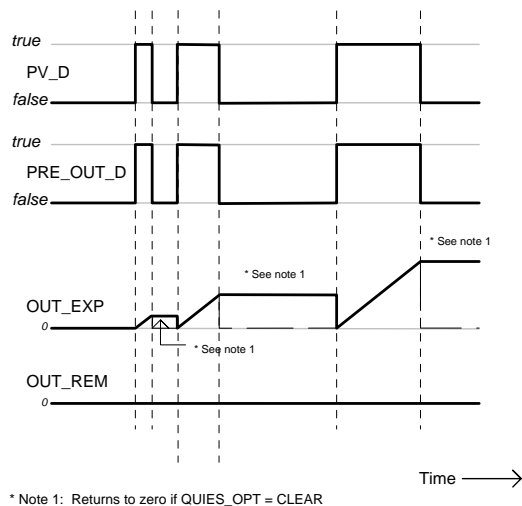 true
PV_D
false
true
PRE_OUT_D
false
* See note 1
* See note 1
OUT_EXP
0
* See note 1
OUT_REM
0
Time
* Note 1: Returns to zero if QUIES_OPT = CLEAR